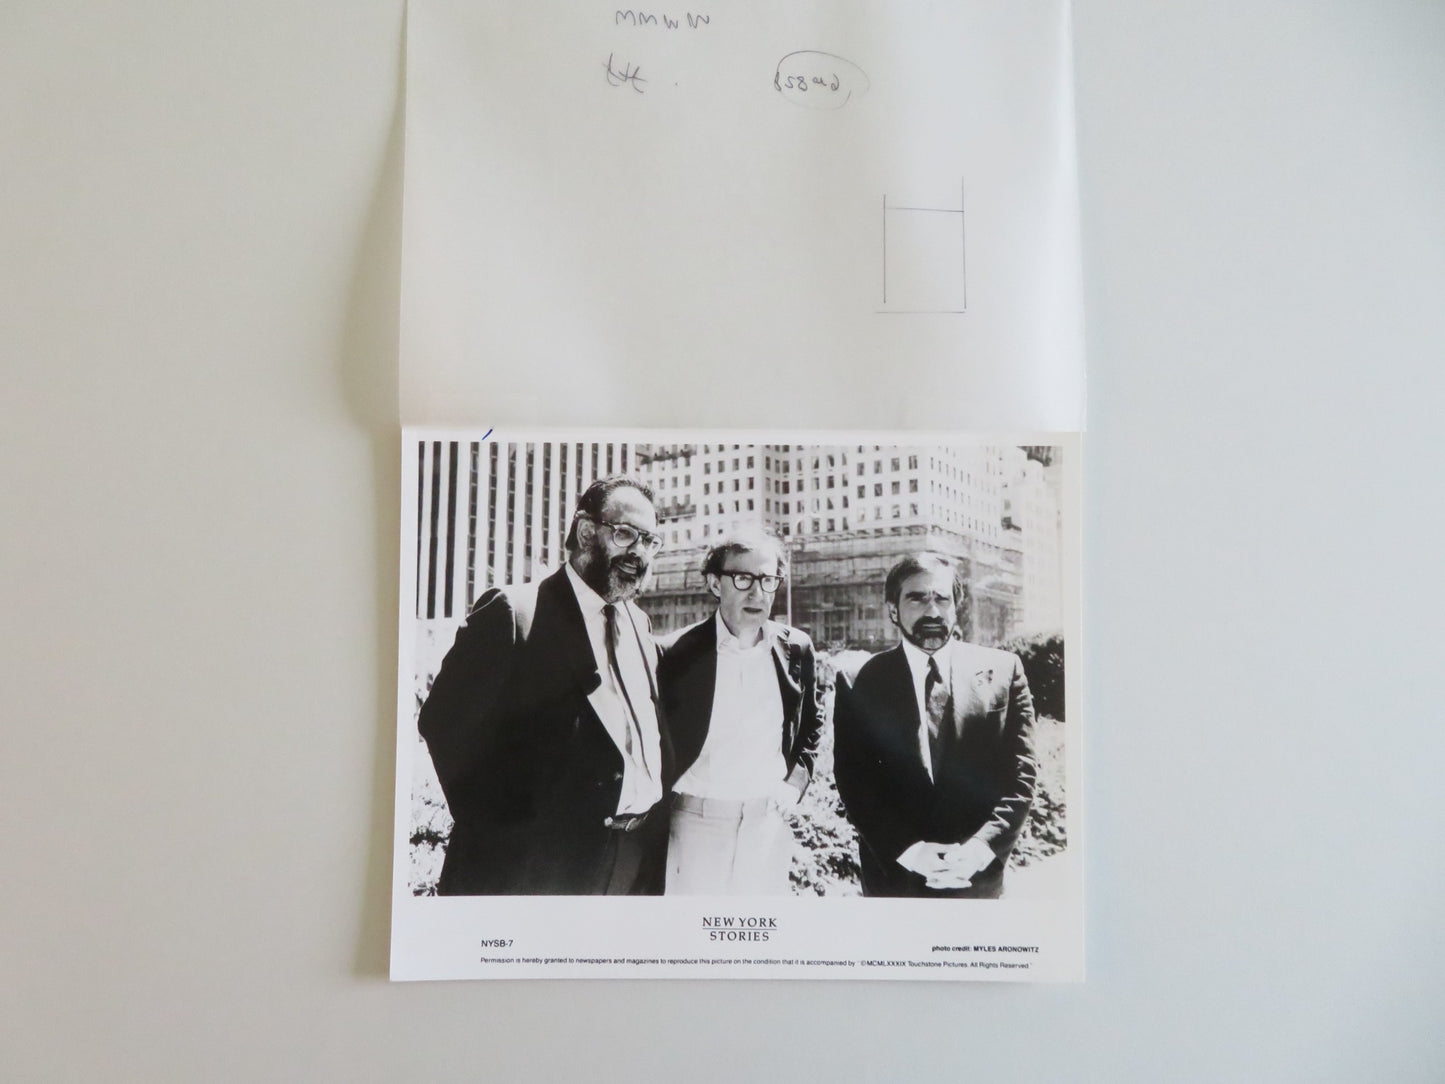 NEW YORK
STORIES
NYSB-7
photo credit: MYLES ARONOWITZ
Permission is hereby granted to newspapers and magazines to reproduce this picture on the condition that it is accompanied by "©MCMLXXXIX Touchstone Pictures. All Rights Reserved."